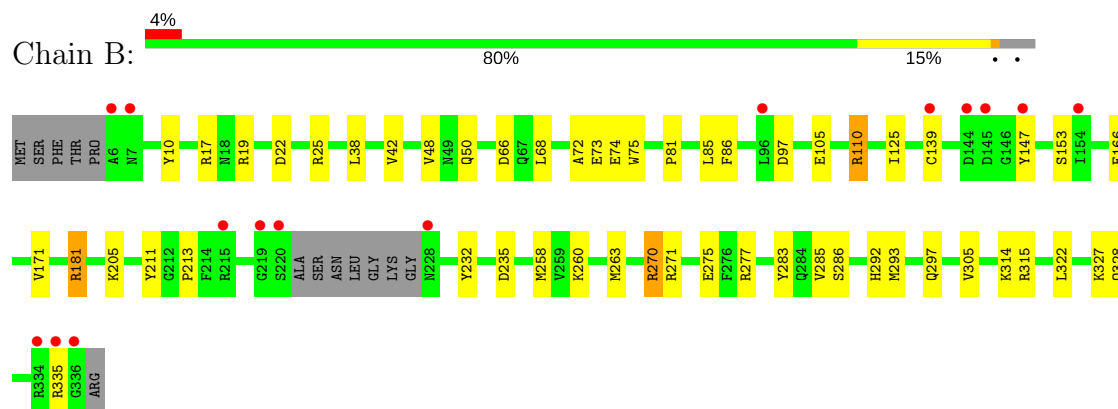 4%
Chain B:
80% 15% • •
MET SER PHE THR PRO A6 N7 Y10 R17 N18 R19 D22 R25 L38 V42 V48 N49 Q50 D66 Q67 L68 A72 E73 E74 W75 P81 L85 F86 L96 D97 E105 R110 I125 C139 D144 D145 G146 Y147 S153 I154
V171 R181 K205 Y211 G212 P213 F214 R215 G219 S220 ALA SER ASN LEU GLY LYS GLY N228 Y232 D235 M258 V259 K260 M263 R270 R271 E275 F276 R277 Y283 Q284 V285 S286 H292 M293 Q297 V305 K314 R315 L322 K327
R334 R335 G336 ARG